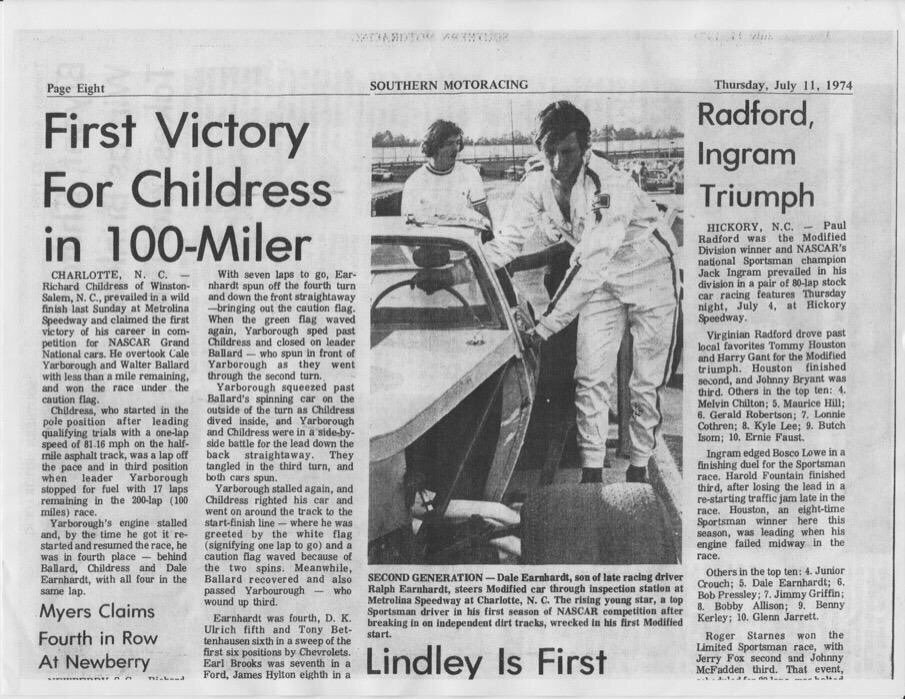 Page Eight
SOUTHERN MOTORACING
Thursday, July 11, 1974
First Victory
For Childress
in 100-Miler
CHARLOTTE, N. C. —
Richard Childress of Winston-
Salem, N. C., prevailed in a wild
finish last Sunday at Metrolina
Speedway and claimed the first
victory of his career in com-
petition for NASCAR Grand
National cars. He overtook Cale
Yarborough and Walter Ballard
with less than a mile remaining,
and won the race under the
caution flag.
Childress, who started in the
pole position after leading
qualifying trials with a one-lap
speed of 81.16 mph on the half-
mile asphalt track, was a lap off
the pace and in third position
when leader Yarborough
stopped for fuel with 17 laps
remaining in the 200-lap (100
miles) race.
Yarborough's engine stalled
and, by the time he got it re-
started and resumed the race, he
was in fourth place — behind
Ballard, Childress and Dale
Earnhardt, with all four in the
same lap.
Myers Claims
Fourth in Row
At Newberry
With seven laps to go, Ear-
nhardt spun off the fourth turn
and down the front straightaway
—bringing out the caution flag.
When the green flag waved
again, Yarborough sped past
Childress and closed on leader
Ballard — who spun in front of
Yarborough as they went
through the second turn.
Yarborough squeezed past
Ballard's spinning car on the
outside of the turn as Childress
dived inside, and Yarborough
and Childress were in a side-by-
side battle for the lead down the
back straightaway. They
tangled in the third turn, and
both cars spun.
Yarborough stalled again, and
Childress righted his car and
went on around the track to the
start-finish line — where he was
greeted by the white flag
(signifying one lap to go) and a
caution flag waved because of
the two spins. Meanwhile,
Ballard recovered and also
passed Yarbourough — who
wound up third.
Earnhardt was fourth, D. K.
Ulrich fifth and Tony Bet-
tenhausen sixth in a sweep of the
first six positions by Chevrolets.
Earl Brooks was seventh in a
Ford, James Hylton eighth in a
SECOND GENERATION — Dale Earnhardt, son of late racing driver
Ralph Earnhardt, steers Modified car through inspection station at
Metrolina Speedway at Charlotte, N. C. The rising young star, a top
Sportsman driver in his first season of NASCAR competition after
breaking in on independent dirt tracks, wrecked in his first Modified
start.
Lindley Is First
Radford,
Ingram
Triumph
HICKORY, N.C. — Paul
Radford was the Modified
Division winner and NASCAR's
national Sportsman champion
Jack Ingram prevailed in his
division in a pair of 80-lap stock
car racing features Thursday
night, July 4, at Hickory
Speedway.
Virginian Radford drove past
local favorites Tommy Houston
and Harry Gant for the Modified
triumph. Houston finished
second, and Johnny Bryant was
third. Others in the top ten: 4.
Melvin Chilton; 5. Maurice Hill;
6. Gerald Robertson; 7. Lonnie
Cothren; 8. Kyle Lee; 9. Butch
Isom; 10. Ernie Faust.
Ingram edged Bosco Lowe in a
finishing duel for the Sportsman
race. Harold Fountain finished
third, after losing the lead in a
re-starting traffic jam late in the
race. Houston, an eight-time
Sportsman winner here this
season, was leading when his
engine failed midway in the
race.
Others in the top ten: 4. Junior
Crouch; 5. Dale Earnhardt; 6.
Bob Pressley; 7. Jimmy Griffin;
8. Bobby Allison; 9. Benny
Kerley; 10. Glenn Jarrett.
Roger Starnes won the
Limited Sportsman race, with
Jerry Fox second and Johnny
McFadden third. That event,